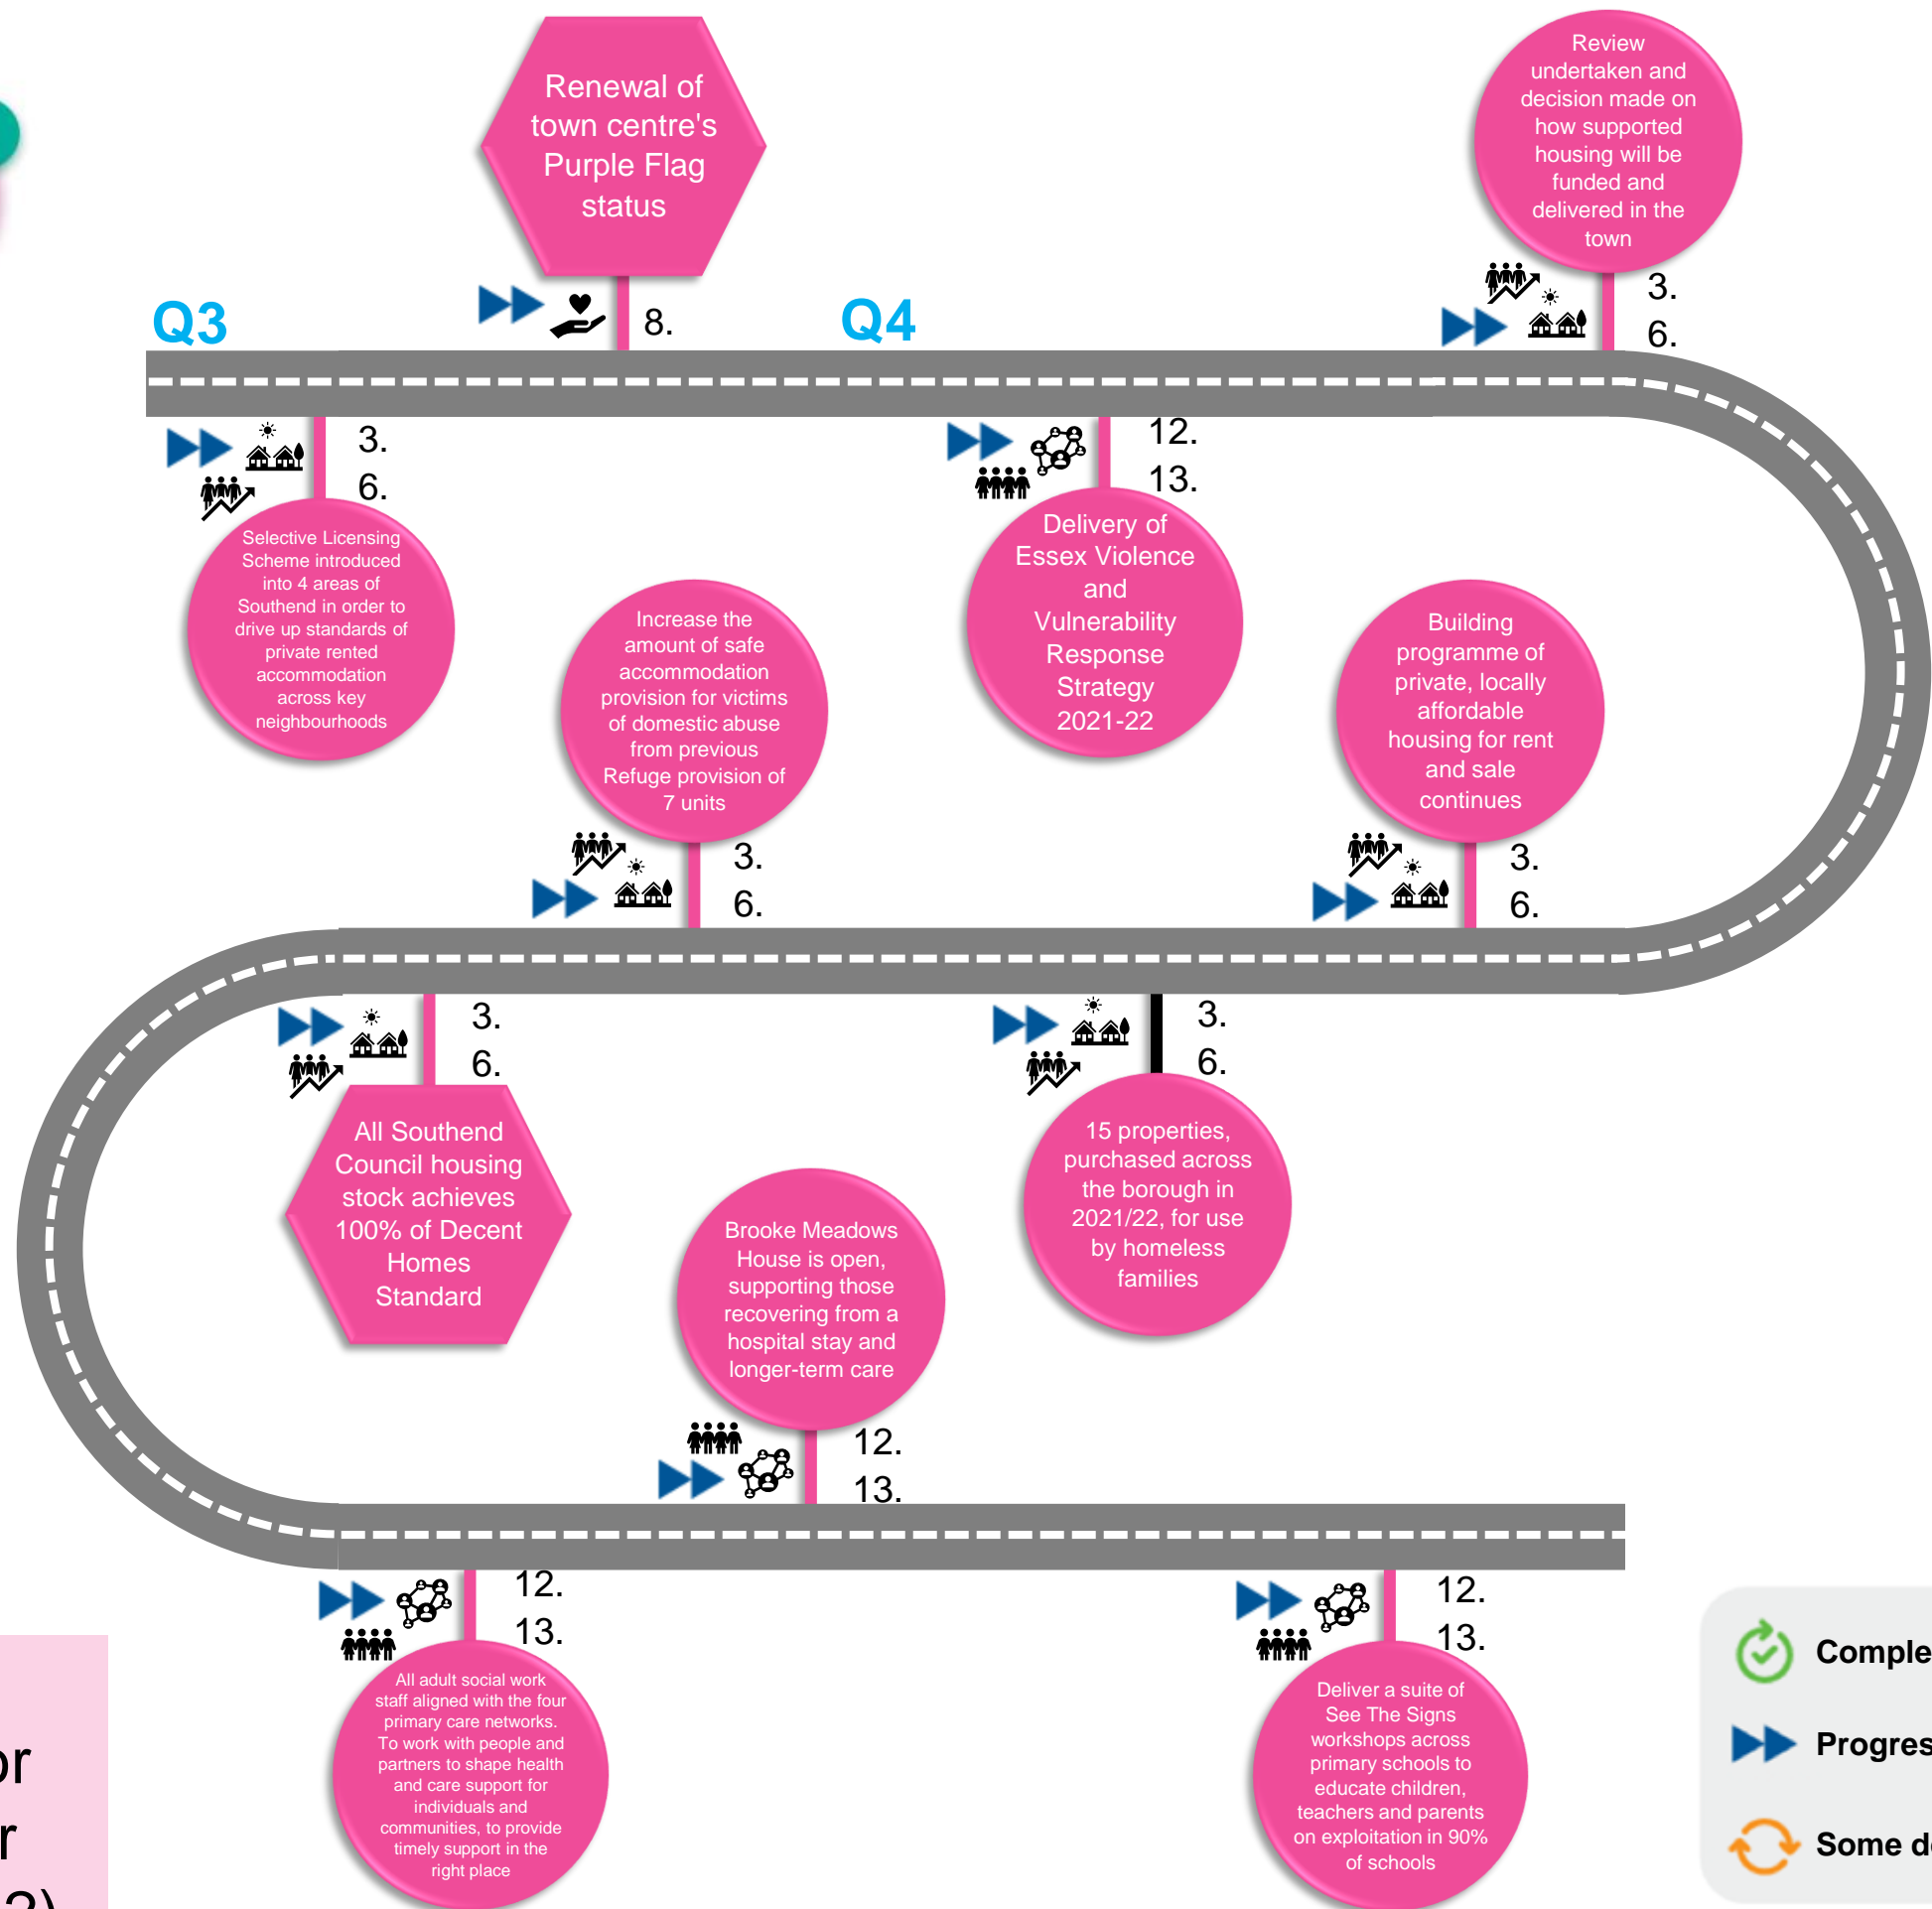 Renewal of
town centre's
Purple Flag
status
Review
undertaken and
decision made on
how supported
housing will be
funded and
delivered in the
town
Q3
8.
Q4
3.
6.
3.
6.
12.
13.
Selective Licensing
Scheme introduced
into 4 areas of
Southend in order to
drive up standards of
private rented
accommodation
across key
neighbourhoods
Increase the
amount of safe
accommodation
provision for victims
of domestic abuse
from previous
Refuge provision of
7 units
Delivery of
Essex Violence
and
Vulnerability
Response
Strategy
2021-22
Building
programme of
private, locally
affordable
housing for rent
and sale
continues
3.
6.
3.
6.
3.
6.
3.
6.
All Southend
Council housing
stock achieves
100% of Decent
Homes
Standard
Brooke Meadows
House is open,
supporting those
recovering from a
hospital stay and
longer-term care
15 properties,
purchased across
the borough in
2021/22, for use
by homeless
families
12.
13.
12.
13.
12.
13.
All adult social work
staff aligned with the four
primary care networks.
To work with people and
partners to shape health
and care support for
individuals and
communities, to provide
timely support in the
right place
Deliver a suite of
See The Signs
workshops across
primary schools to
educate children,
teachers and parents
on exploitation in 90%
of schools
Comple
Progres
Some de
or
r
2)